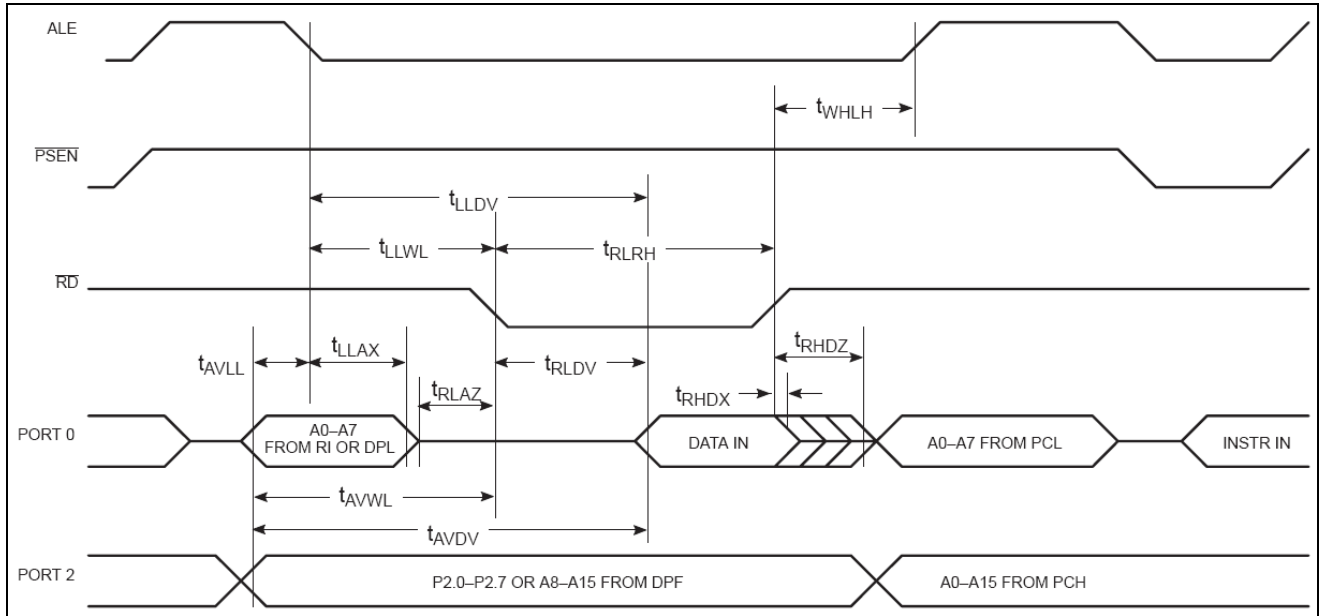 ALE
tWHLH
PSEN
tLLDV
tLLWL
tRLRH
RD
tAVLL
tLLAX
tRLAZ
tRLDV
tRHDZ
tRHDX
PORT 0
A0–A7
FROM RI OR DPL
DATA IN
A0–A7 FROM PCL
INSTR IN
tAVWL
tAVDV
PORT 2
P2.0–P2.7 OR A8–A15 FROM DPF
A0–A15 FROM PCH